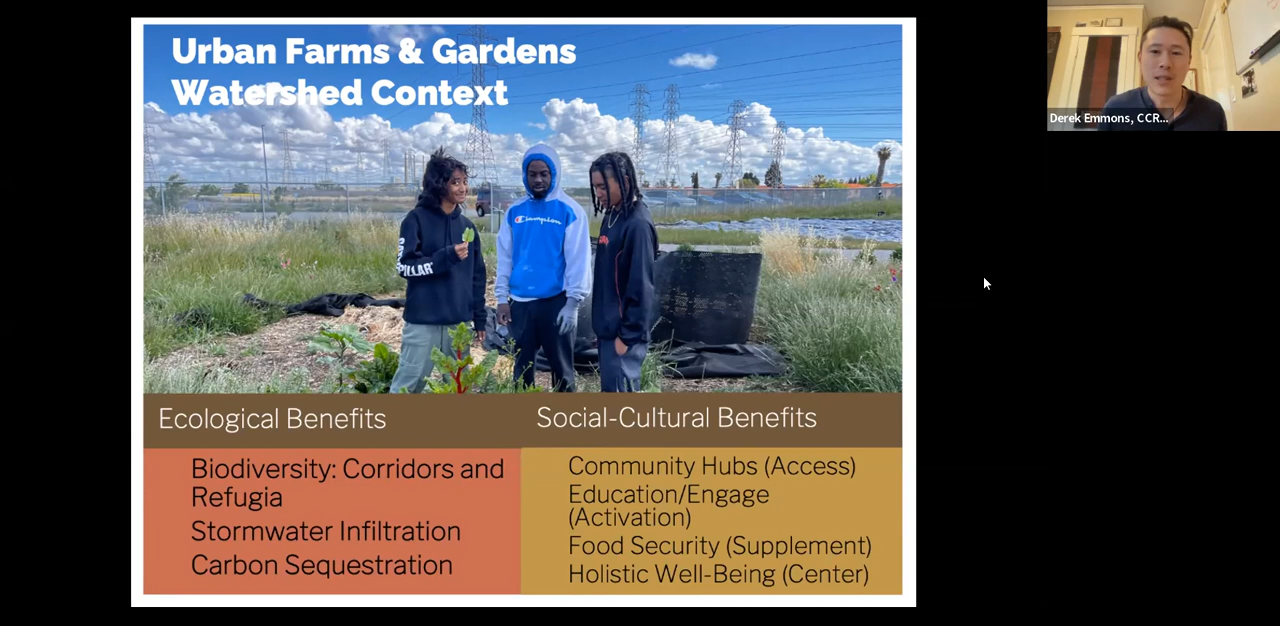 Urban Farms & Gardens
Watershed Context
Derek Emmons, CCR...
Champion
Ecological Benefits
Social-Cultural Benefits
Biodiversity: Corridors and
Refugia
Stormwater Infiltration
Carbon Sequestration
Community Hubs (Access)
Education/Engage
(Activation)
Food Security (Supplement)
Holistic Well-Being (Center)